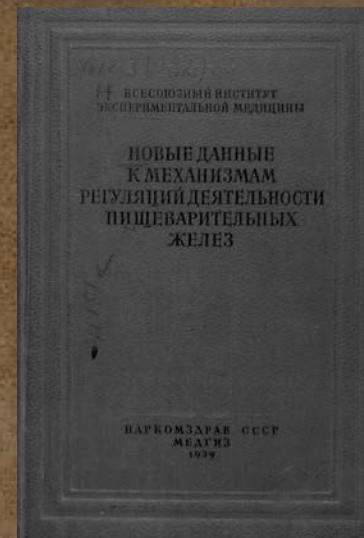 ВСЕСОЮЗНЫЙ ИНСТИТУТ
ЭКСПЕРИМЕНТАЛЬНОЙ МЕДИЦИНЫ
НОВЫЕ ДАННЫЕ
К МЕХАНИЗМАМ
РЕГУЛЯЦИЙ ДЕЯТЕЛЬНОСТИ
ПИЩЕВАРИТЕЛЬНЫХ
ЖЕЛЕЗ
НАРКОМЗДРАВ СССР
МЕДГИЗ
1939